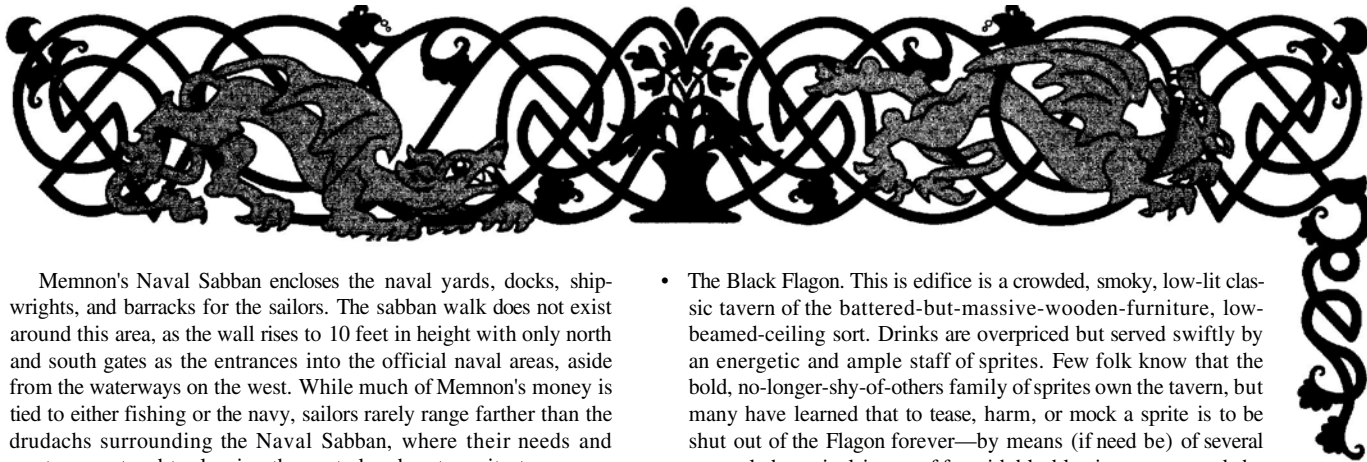 Memnon's Naval Sabban encloses the naval yards, docks, ship-
wrights, and barracks for the sailors. The sabban walk does not exist
around this area, as the wall rises to 10 feet in height with only north
and south gates as the entrances into the official naval areas, aside
from the waterways on the west. While much of Memnon's money is
tied to either fishing or the navy, sailors rarely range farther than the
drudachs surrounding the Naval Sabban, where their needs and
• The Black Flagon. This is edifice is a crowded, smoky, low-lit clas-
sic tavern of the battered-but-massive-wooden-furniture, low-
beamed-ceiling sort. Drinks are overpriced but served swiftly by
an energetic and ample staff of sprites. Few folk know that the
bold, no-longer-shy-of-others family of sprites own the tavern, but
many have learned that to tease, harm, or mock a sprite is to be
shut out of the Flagon forever—by means (if need be) of several